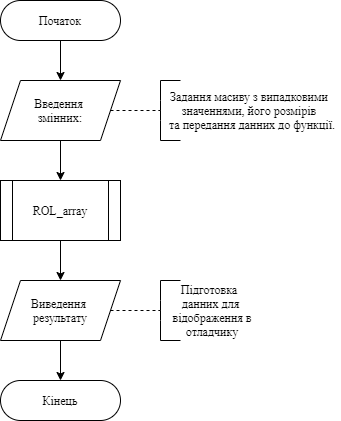 Початок
Введення
змінних:
Задання масиву з випадковими
значеннями, його розмірів
та передання данних до функції.
ROL_array
Виведення
результату
Підготовка
данних для
відображення в
отладчику
Кінець